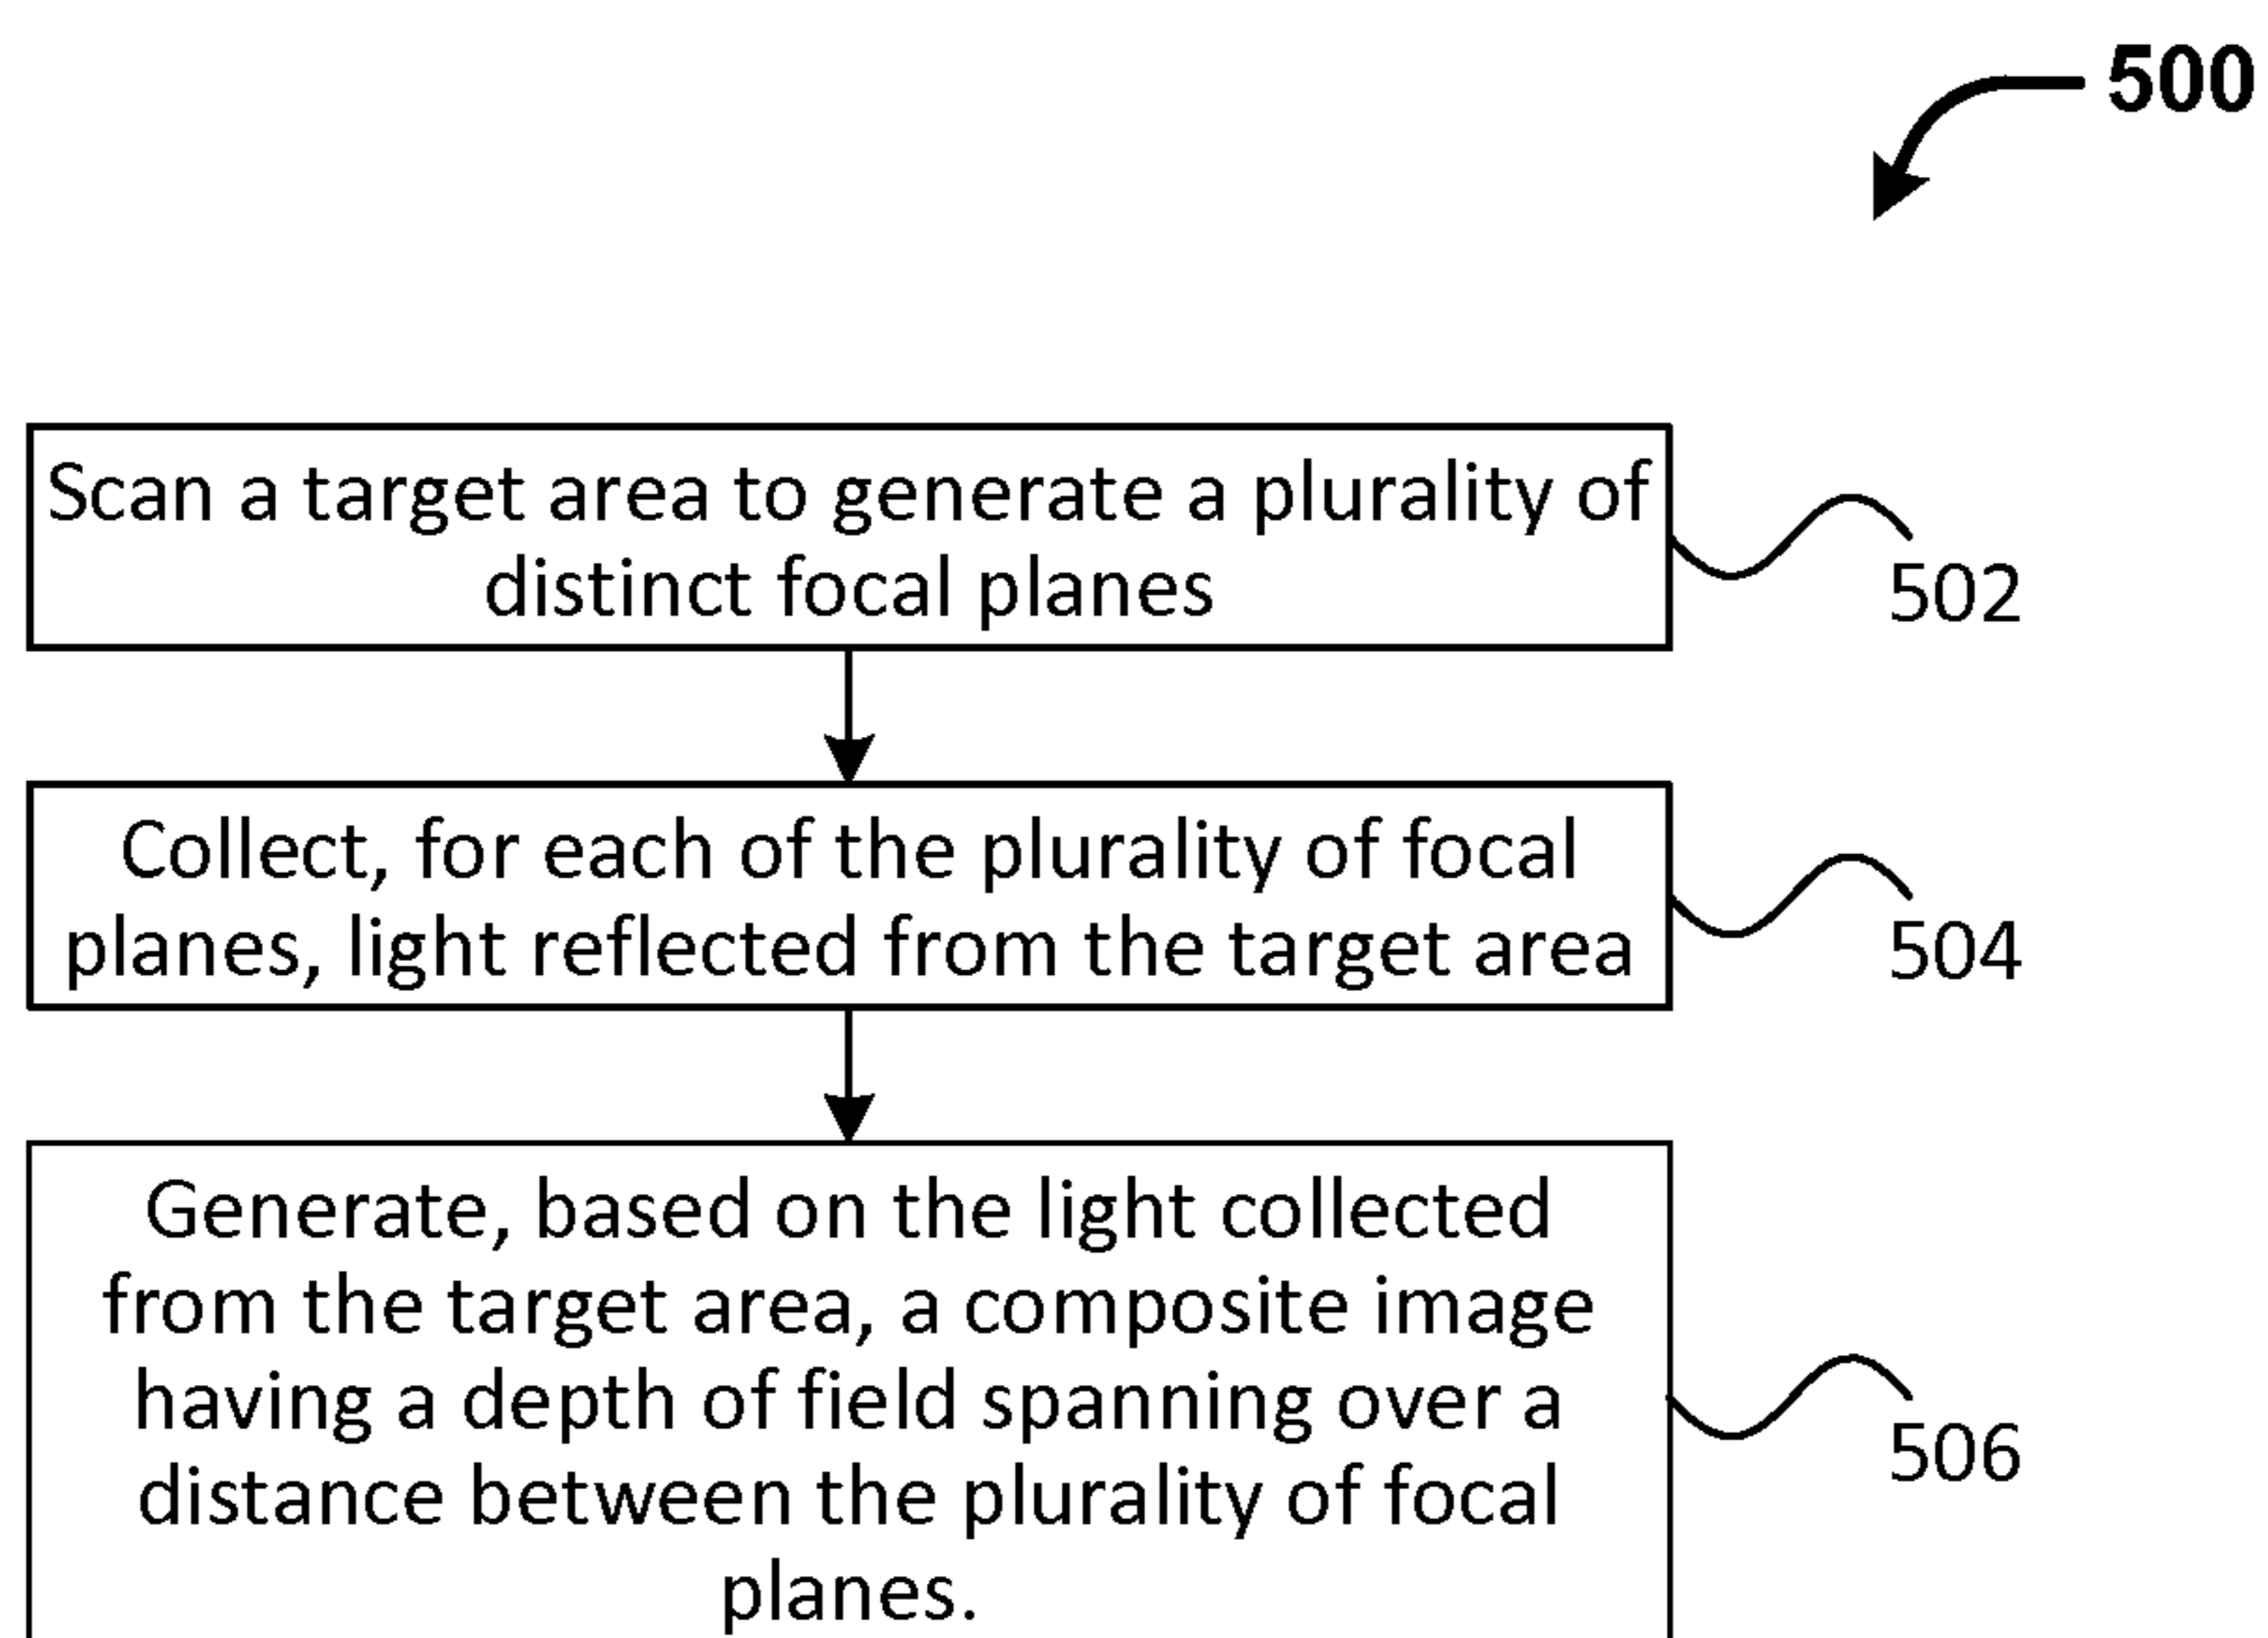 500
Scan a target area to generate a plurality of
distinct focal planes
502
Collect, for each of the plurality of focal
planes, light reflected from the target area
504
Generate, based on the light collected
from the target area, a composite image
having a depth of field spanning over a
distance between the plurality of focal
planes.
506